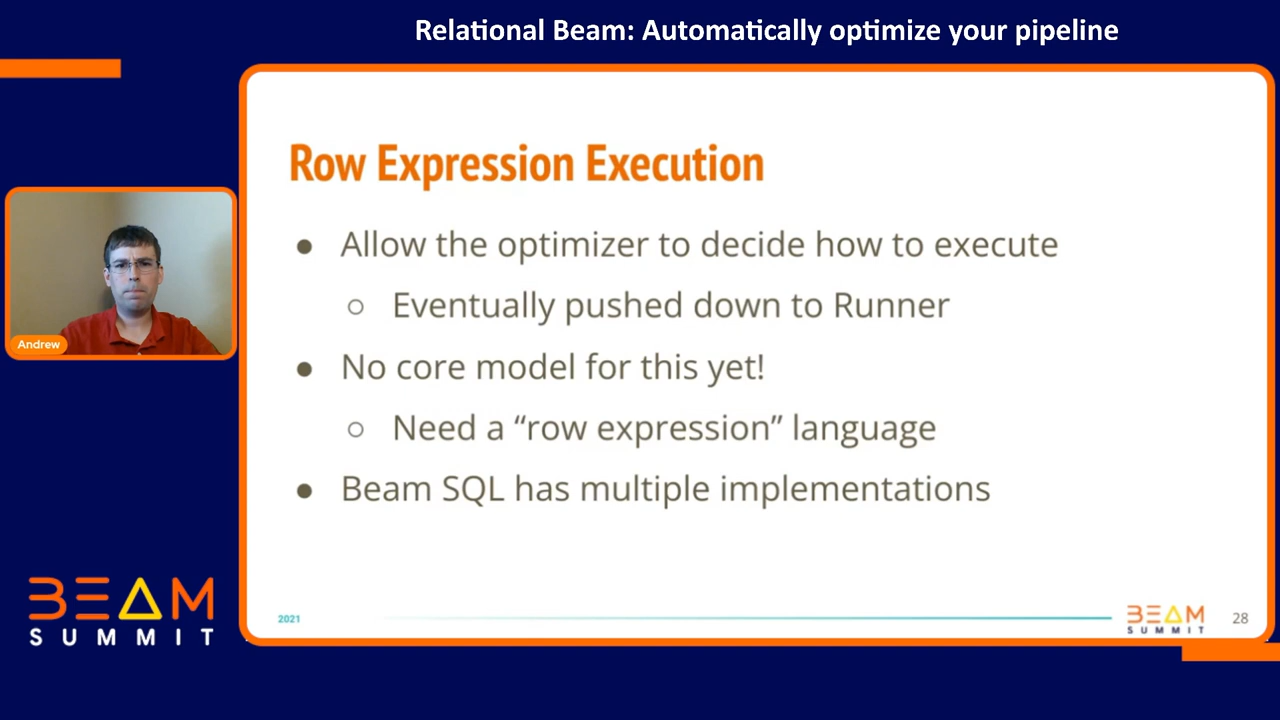 Relational Beam: Automatically optimize your pipeline
Row Expression Execution
● Allow the optimizer to decide how to execute
○ Eventually pushed down to Runner
● No core model for this yet!
○ Need a “row expression” language
● Beam SQL has multiple implementations
Andrew
BEAM
SUMMIT
2021
BEAM
SUMMIT
28